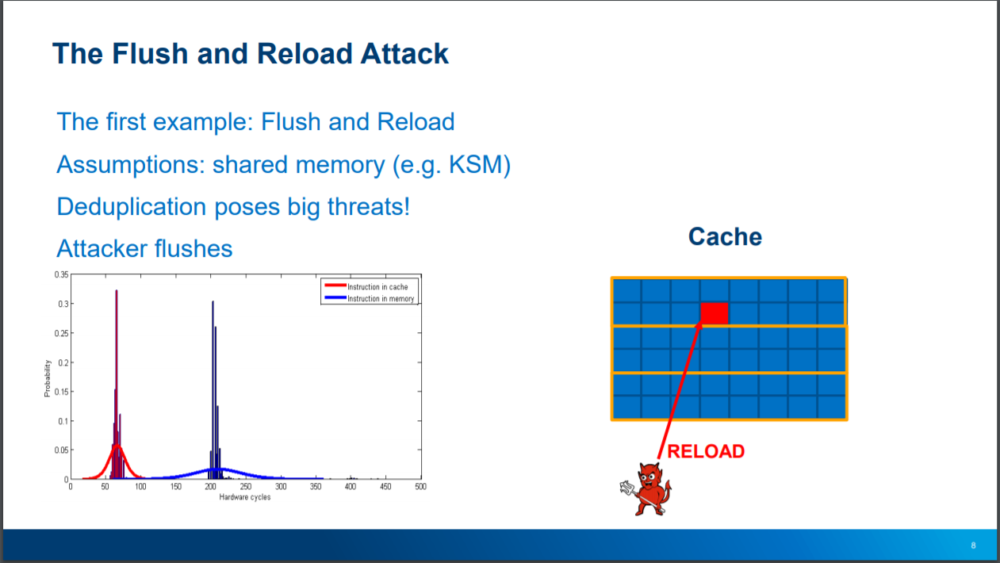 The Flush and Reload Attack
The first example: Flush and Reload
Assumptions: shared memory (e.g. KSM)
Deduplication poses big threats!
Attacker flushes
0.35
0.3
0.25
0.2
0.15
0.1
0.05
0
Probability
Instruction in cache
Instruction in memory
0 50 100 150 200 250 300 350 400 450 500
Hardware cycles
Cache
RELOAD
8